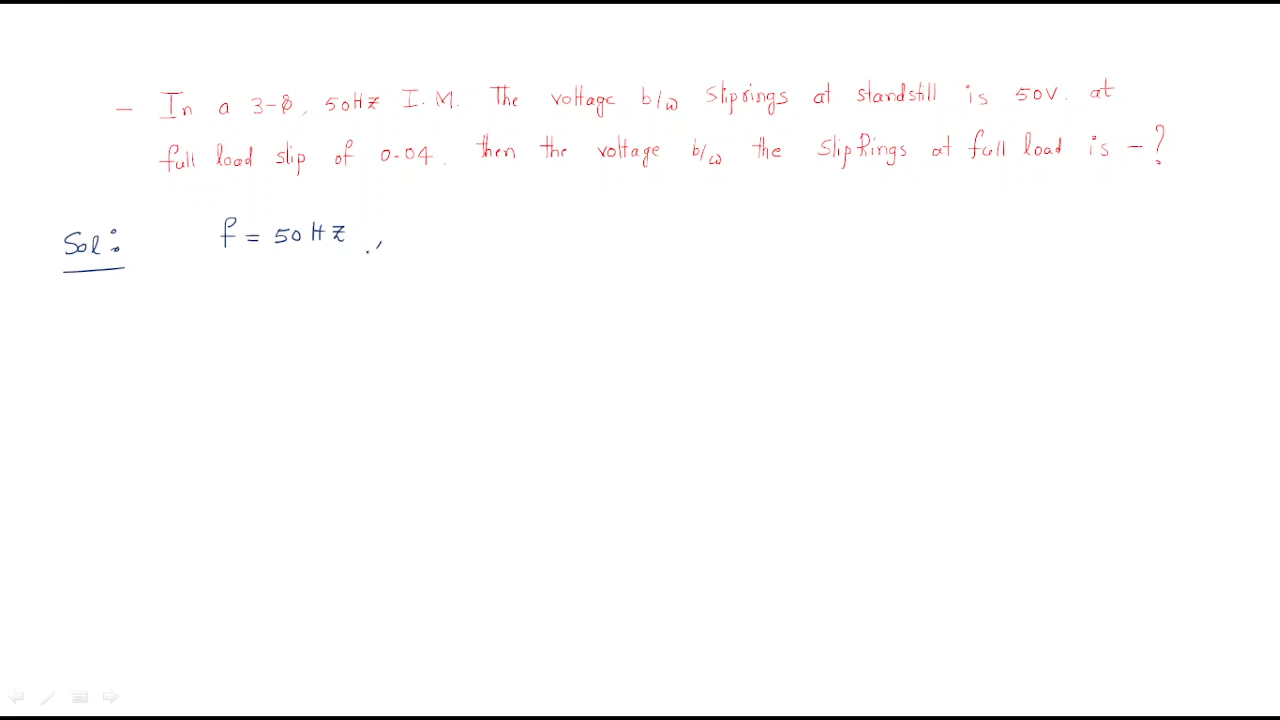 - In a 3-ϕ, 50Hz I.M. The voltage b/w sliprings at standstill is 50V. at
full load slip of 0.04. then the voltage b/w the slipRings at full load is - ?
Sol:
f = 50HZ